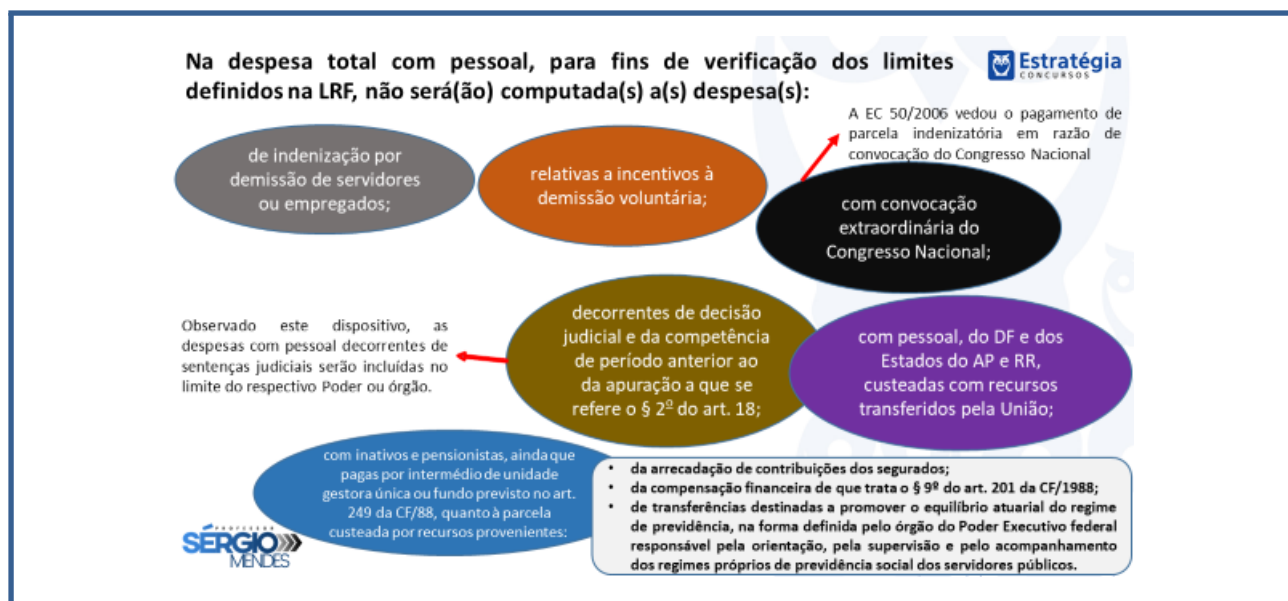 Na despesa total com pessoal, para fins de verificação dos limites
definidos na LRF, não será(ão) computada(s) a(s) despesa(s):
Estratégia
CONCURSOS
A EC 50/2006 vedou o pagamento de
parcela indenizatória em razão de
convocação do Congresso Nacional
de indenização por
demissão de servidores
ou empregados;
relativas a incentivos à
demissão voluntária;
com convocação
extraordinária do
Congresso Nacional;
Observado este dispositivo, as
despesas com pessoal decorrentes de
sentenças judiciais serão incluídas no
limite do respectivo Poder ou órgão.
decorrentes de decisão
judicial e da competência
de período anterior ao
da apuração a que se
refere o § 2º do art. 18;
com pessoal, do DF e dos
Estados do AP e RR,
custeadas com recursos
transferidos pela União;
com inativos e pensionistas, ainda que
pagas por intermédio de unidade
gestora única ou fundo previsto no art.
249 da CF/88, quanto à parcela
custeada por recursos provenientes:
• da arrecadação de contribuições dos segurados;
• da compensação financeira de que trata o § 9º do art. 201 da CF/1988;
• de transferências destinadas a promover o equilíbrio atuarial do regime
de previdência, na forma definida pelo órgão do Poder Executivo federal
responsável pela orientação, pela supervisão e pelo acompanhamento
dos regimes próprios de previdência social dos servidores públicos.
PROFESSOR
SÉRGIO
MENDES